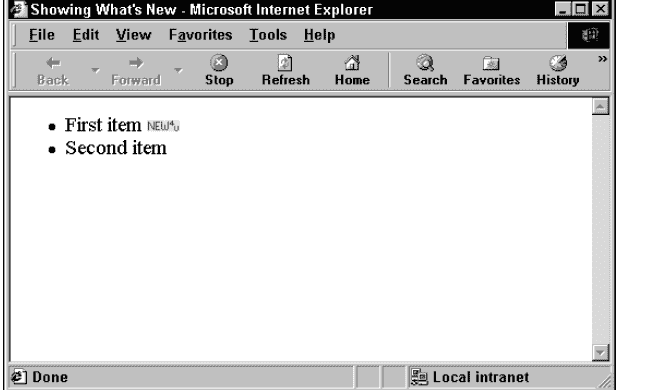 Showing What's New - Microsoft Internet Explorer
File Edit View Favorites Tools Help
Back Forward Stop Refresh Home Search Favorites History »
• First item NEW4U
• Second item
Done Local intranet